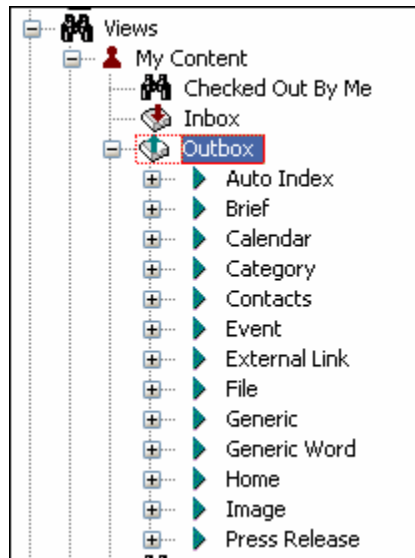 Views
My Content
Checked Out By Me
Inbox
Outbox
Auto Index
Brief
Calendar
Category
Contacts
Event
External Link
File
Generic
Generic Word
Home
Image
Press Release